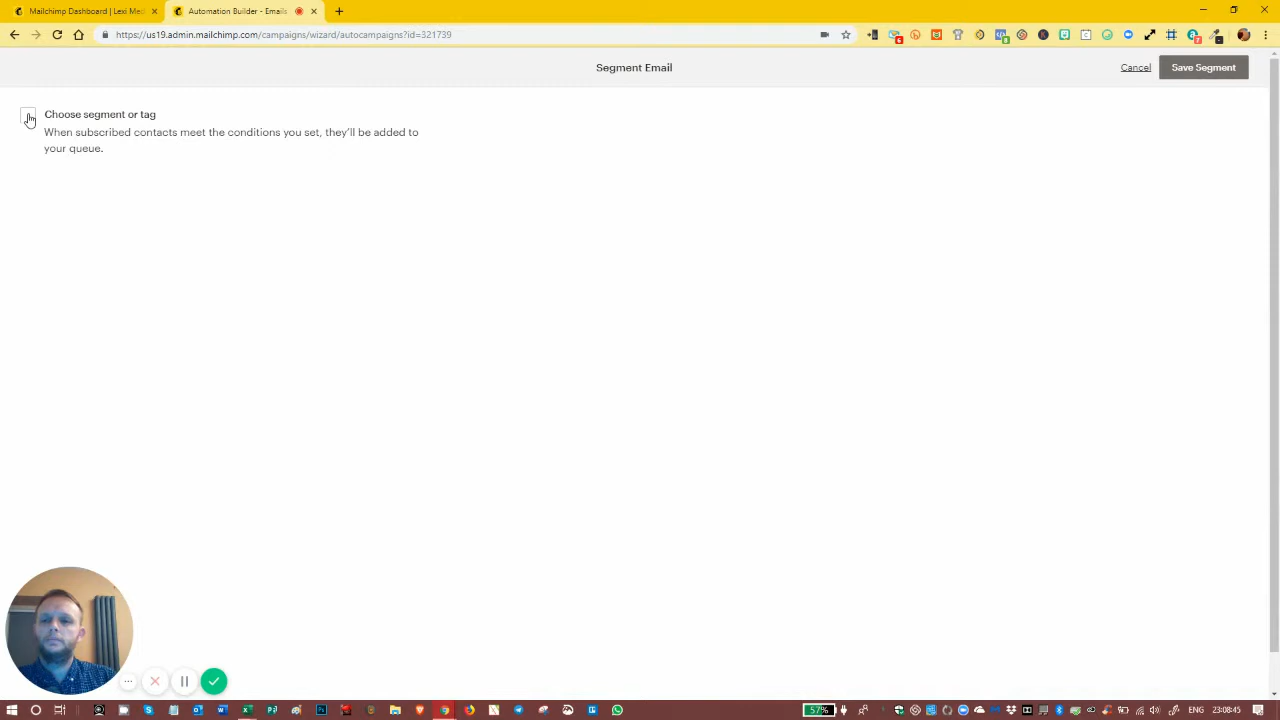 Mailchimp Dashboard | Lexi Med
Automation Builder - Emails
https://us19.admin.mailchimp.com/campaigns/wizard/autocampaigns?id=321739
Segment Email
Cancel
Save Segment
Choose segment or tag
When subscribed contacts meet the conditions you set, they'll be added to
your queue.
57%
ENG
23:08:45